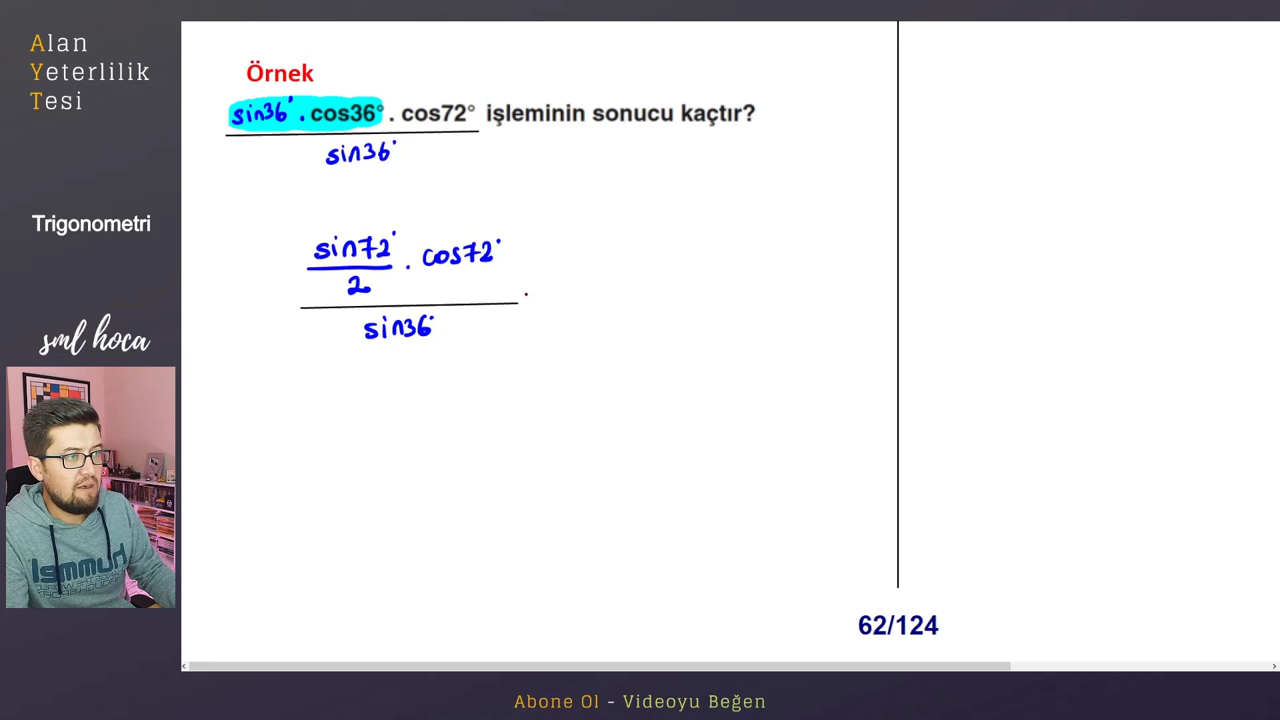 Alan
Yeterlilik
Tesi
Trigonometri
sml hoca
Örnek
sin36° . cos36° . cos72° işleminin sonucu kaçtır?
sin36°
sin72° . cos72°
2
sin36°
62/124
Abone Ol - Videoyu Beğen